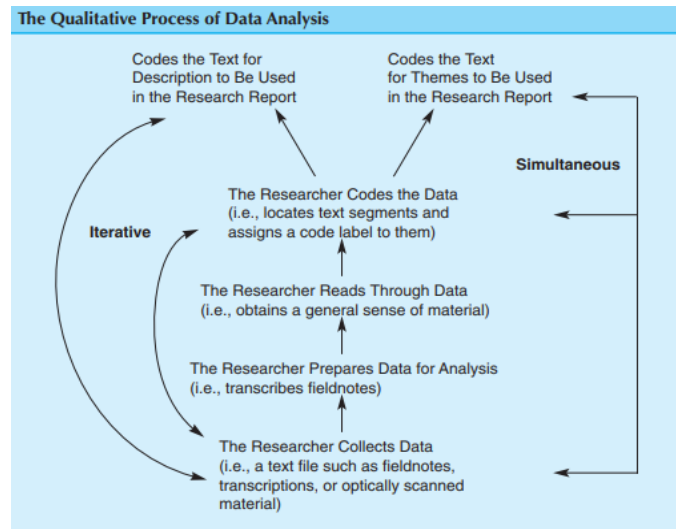 The Qualitative Process of Data Analysis
Codes the Text for
Description to Be Used
in the Research Report
Codes the Text
for Themes to Be Used
in the Research Report
Simultaneous
The Researcher Codes the Data
(i.e., locates text segments and
assigns a code label to them)
Iterative
The Researcher Reads Through Data
(i.e., obtains a general sense of material)
The Researcher Prepares Data for Analysis
(i.e., transcribes fieldnotes)
The Researcher Collects Data
(i.e., a text file such as fieldnotes,
transcriptions, or optically scanned
material)